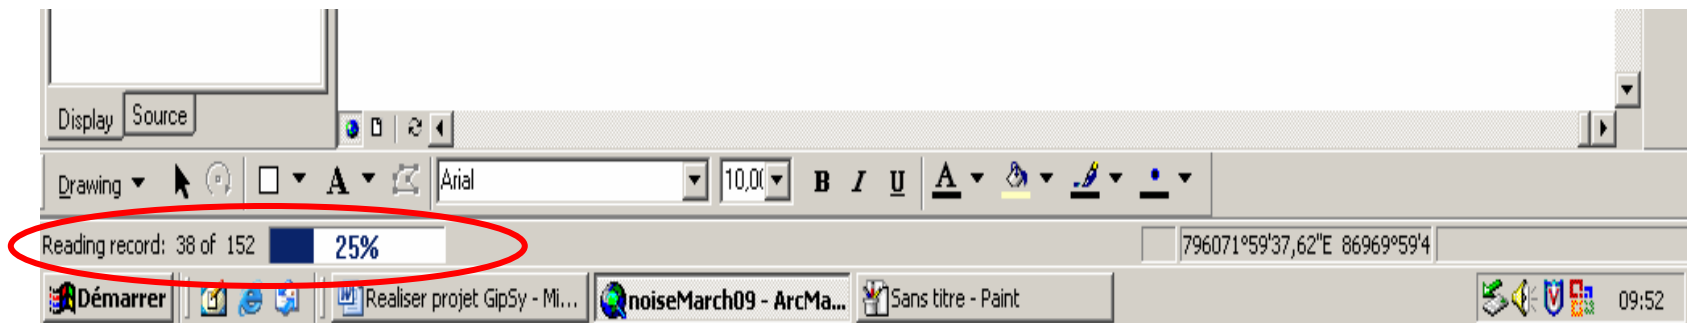 Display Source
Drawing A Arial 10,0( B I U A
Reading record: 38 of 152 25% 796071°59'37,62"E 86969°59'4
Démarrer Realiser projet GipSy - Mi... noiseMarch09 - ArcMa... Sans titre - Paint 09:52